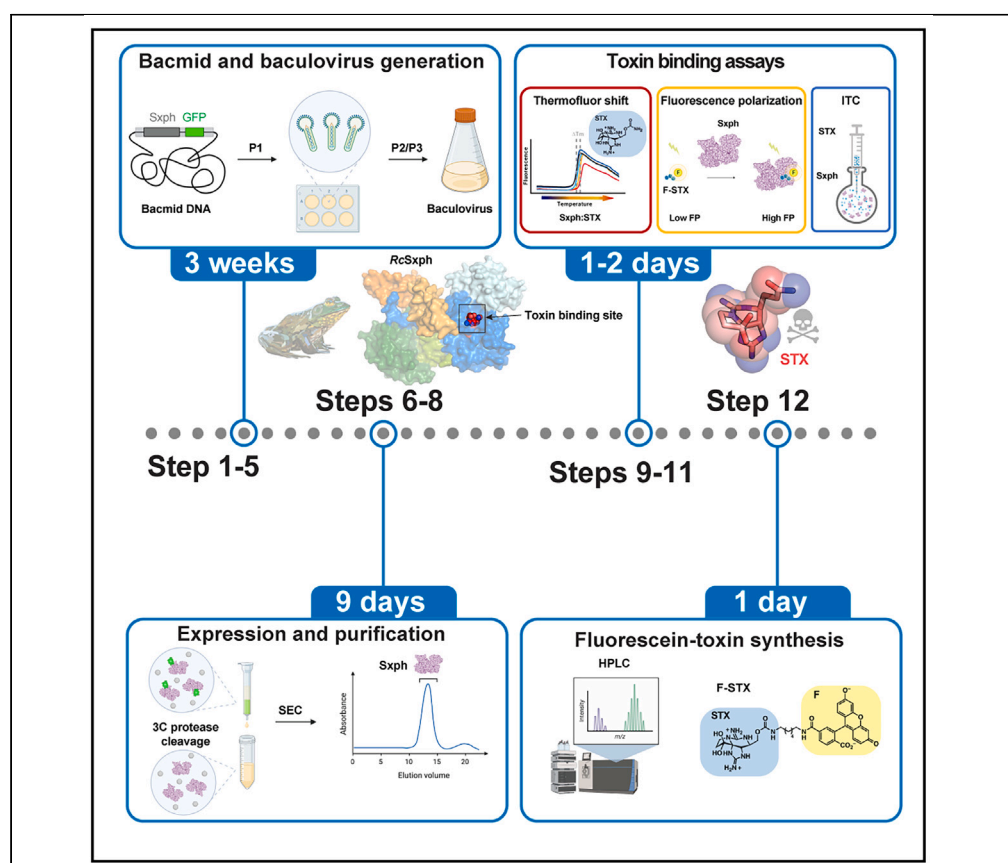 Bacmid and baculovirus generation
Sxph GFP
Bacmid DNA
P1
P2/P3
Baculovirus
3 weeks
Toxin binding assays
Thermofluor shift
STX
ΔTm
Fluorescence
Temperature
Sxph:STX
Fluorescence polarization
Sxph
F
F-STX
F
Low FP
High FP
ITC
STX
Sxph
1-2 days
RcSxph
Toxin binding site
STX
Steps 6-8
Step 12
Step 1-5
Steps 9-11
9 days
Expression and purification
3C protease
cleavage
SEC
Sxph
Absorbance
0 5 10 15 20
Elution volume
1 day
Fluorescein-toxin synthesis
HPLC
intensity
m/z
F-STX
STX
F